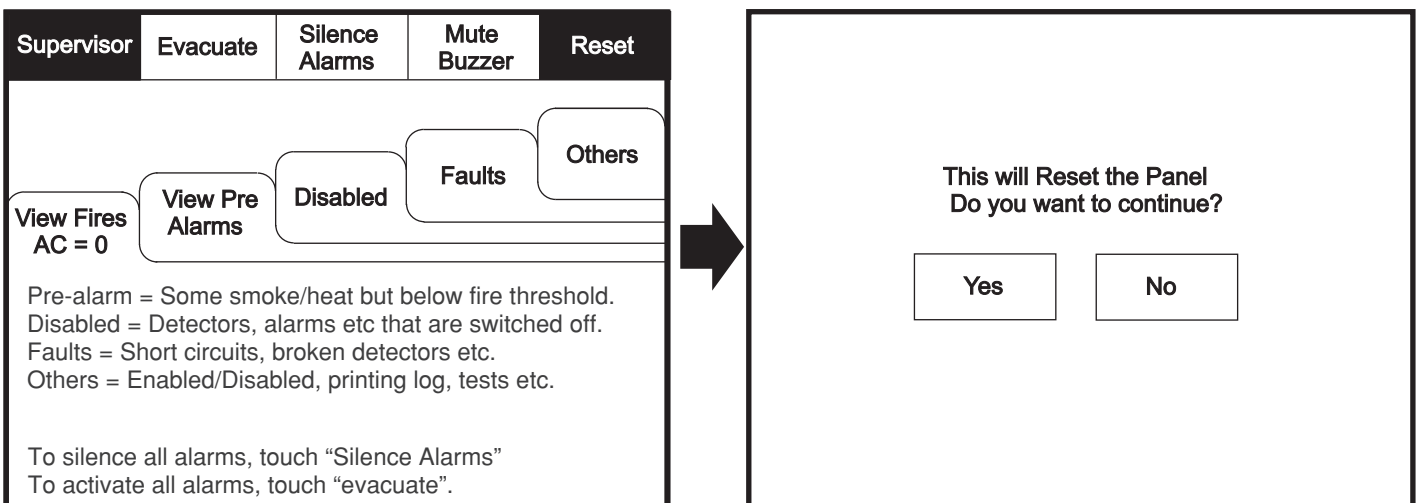 Supervisor
Evacuate
Silence
Alarms
Mute
Buzzer
Reset
Others
Faults
Disabled
View Pre
Alarms
View Fires
AC = 0
Pre-alarm = Some smoke/heat but below fire threshold.
Disabled = Detectors, alarms etc that are switched off.
Faults = Short circuits, broken detectors etc.
Others = Enabled/Disabled, printing log, tests etc.
To silence all alarms, touch “Silence Alarms”
To activate all alarms, touch “evacuate”.
This will Reset the Panel
Do you want to continue?
Yes
No